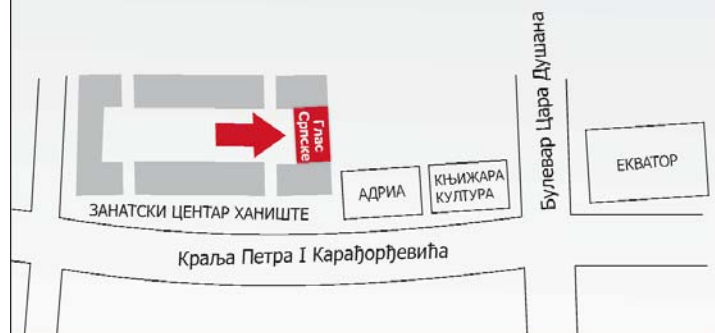 Глас
Српске
Булевар Цара Душана
ЕКВАТОР
АДРИА
КЊИЖАРА
КУЛТУРА
ЗАНАТСКИ ЦЕНТАР ХАНИШТЕ
Краља Петра I Карађорђевића